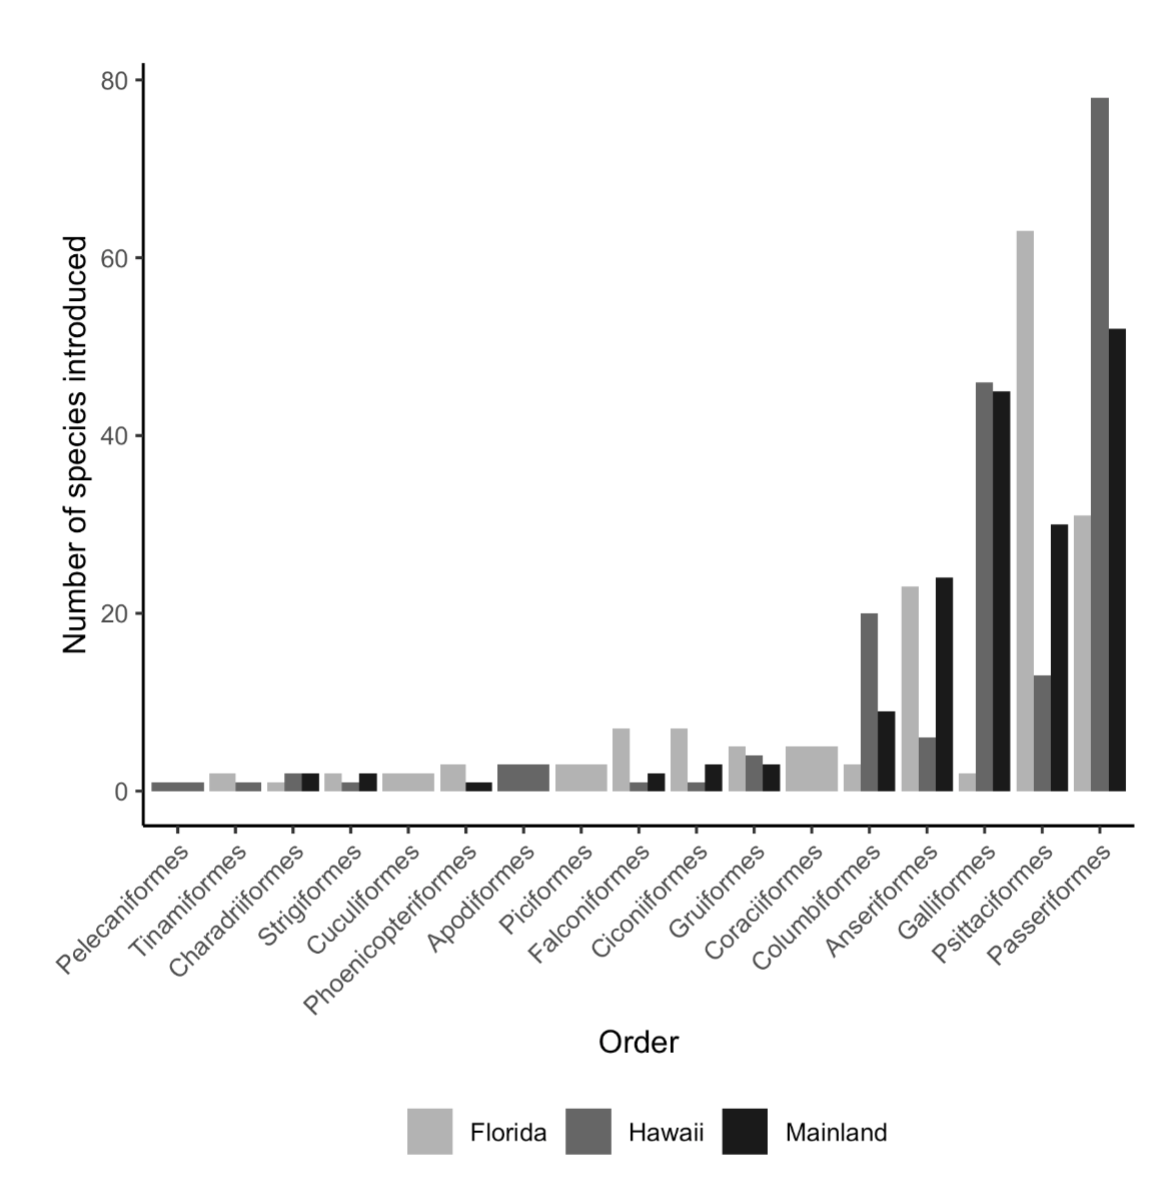 80
60
40
20
0
Number of species introduced
Pelecaniformes
Tinamiformes
Charadriiformes
Strigiformes
Cuculiformes
Phoenicopteriformes
Apodiformes
Piciformes
Falconiformes
Ciconiiformes
Gruiformes
Coraciiformes
Columbiformes
Anseriformes
Galliformes
Psittaciformes
Passeriformes
Order
Florida Hawaii Mainland